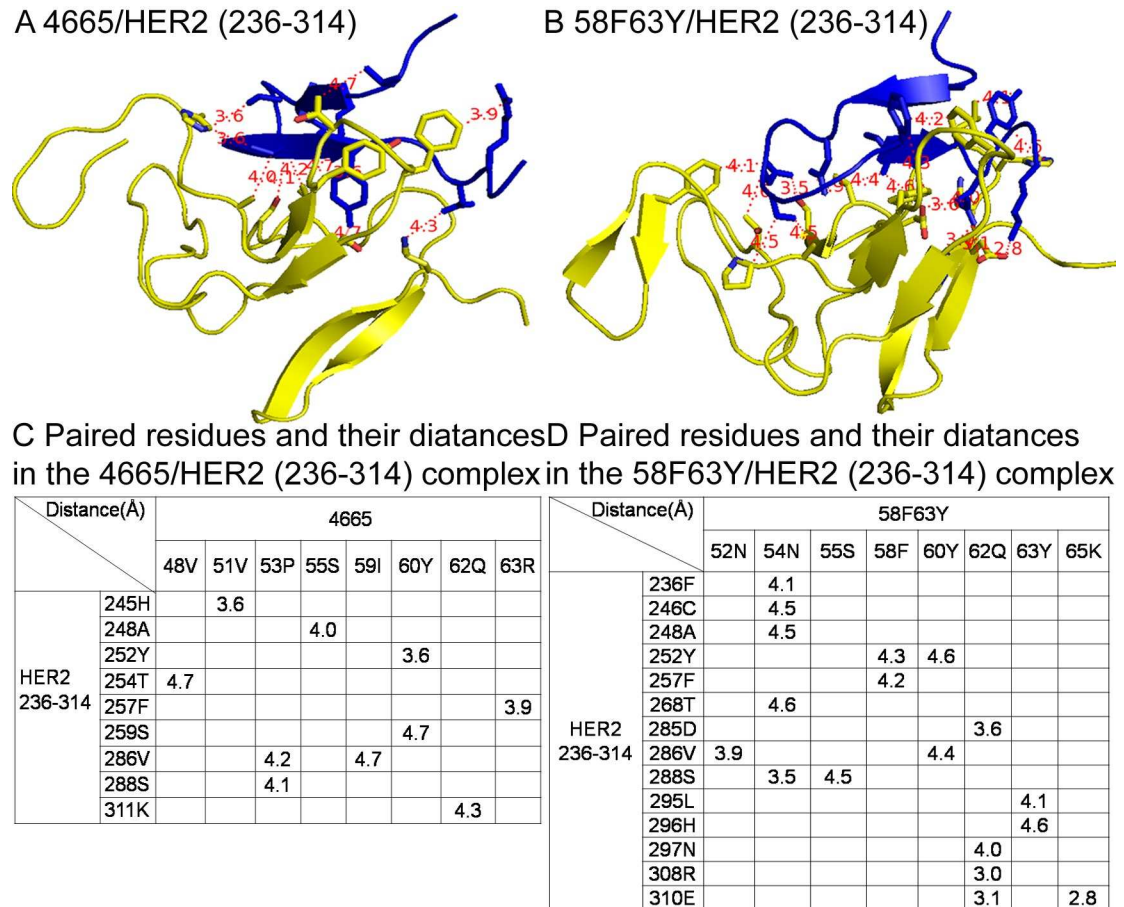 A 4665/HER2 (236-314)
B 58F63Y/HER2 (236-314)
4.7
3.6
3.6
3.9
4.0
4.2
4.7
4.3
4.1
4.2
4.1
3.5
4.4
4.6
3.6
4.5
4.5
2.8
C Paired residues and their diatances
in the 4665/HER2 (236-314) complex
D Paired residues and their diatances
in the 58F63Y/HER2 (236-314) complex
Distance(Å) 4665
48V 51V 53P 55S 59I 60Y 62Q 63R
HER2
236-314
245H 3.6
248A 4.0
252Y 3.6
254T 4.7
257F 3.9
259S 4.7
286V 4.2 4.7
288S 4.1
311K 4.3
Distance(Å) 58F63Y
52N 54N 55S 58F 60Y 62Q 63Y 65K
HER2
236-314
236F 4.1
246C 4.5
248A 4.5
252Y 4.3 4.6
257F 4.2
268T 4.6
285D 3.6
286V 3.9 4.4
288S 3.5 4.5
295L 4.1
296H 4.6
297N 4.0
308R 3.0
310E 3.1 2.8